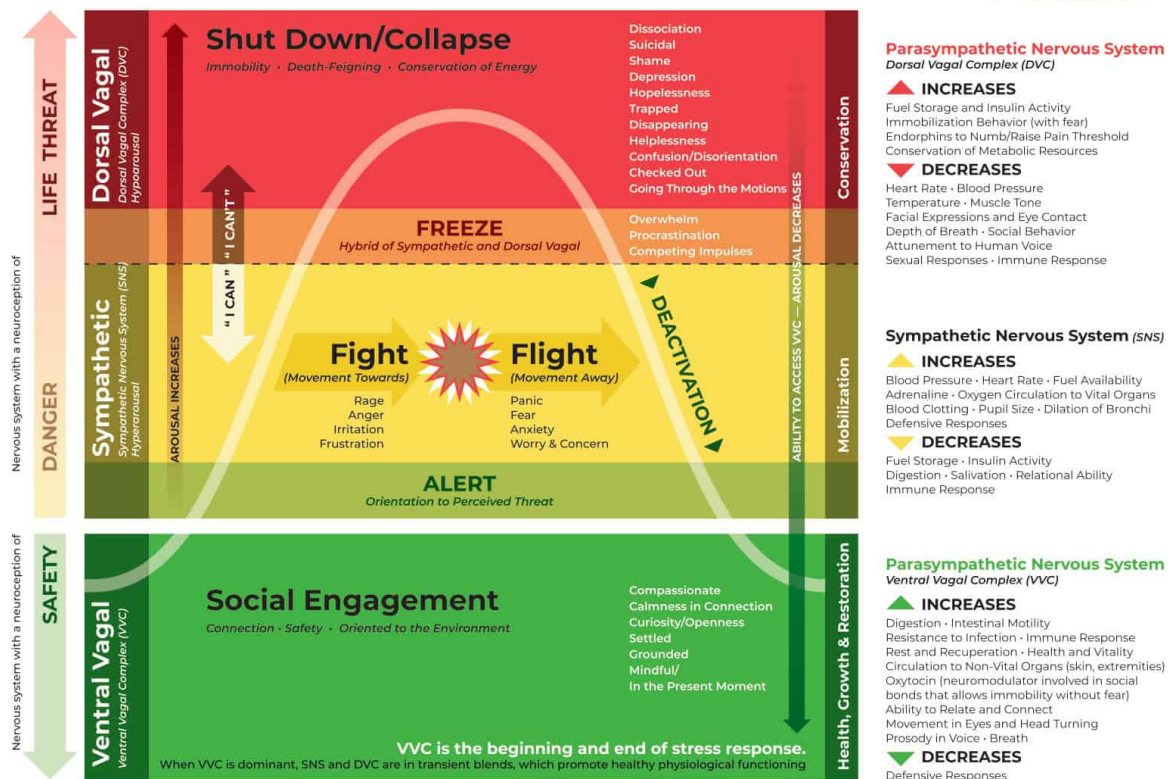 Nervous system with a neuroception of
LIFE THREAT
DANGER
Nervous system with a neuroception of
SAFETY
Dorsal Vagal
Dorsal Vagal Complex (DVC)
Hypoarousal
Shut Down/Collapse
Immobility • Death-Feigning • Conservation of Energy
Dissociation
Suicidal
Shame
Depression
Hopelessness
Trapped
Disappearing
Helplessness
Confusion/Disorientation
Checked Out
Going Through the Motions
Conservation
"I CAN'T"
"I CAN"
AROUSAL INCREASES
FREEZE
Hybrid of Sympathetic and Dorsal Vagal
Overwhelm
Procrastination
Competing Impulses
Sympathetic
Sympathetic Nervous System (SNS)
Hyperarousal
Fight
(Movement Towards)
Rage
Anger
Irritation
Frustration
Flight
(Movement Away)
Panic
Fear
Anxiety
Worry & Concern
DEACTIVATION
ABILITY TO ACCESS VVC — AROUSAL DECREASES
Mobilization
ALERT
Orientation to Perceived Threat
Ventral Vagal
Ventral Vagal Complex (VVC)
Social Engagement
Connection • Safety • Oriented to the Environment
Compassionate
Calmness in Connection
Curiosity/Openness
Settled
Grounded
Mindful/
In the Present Moment
Health, Growth & Restoration
VVC is the beginning and end of stress response.
When VVC is dominant, SNS and DVC are in transient blends, which promote healthy physiological functioning
Parasympathetic Nervous System
Dorsal Vagal Complex (DVC)
INCREASES
Fuel Storage and Insulin Activity
Immobilization Behavior (with fear)
Endorphins to Numb/Raise Pain Threshold
Conservation of Metabolic Resources
DECREASES
Heart Rate • Blood Pressure
Temperature • Muscle Tone
Facial Expressions and Eye Contact
Depth of Breath • Social Behavior
Attunement to Human Voice
Sexual Responses • Immune Response
Sympathetic Nervous System (SNS)
INCREASES
Blood Pressure • Heart Rate • Fuel Availability
Adrenaline • Oxygen Circulation to Vital Organs
Blood Clotting • Pupil Size • Dilation of Bronchi
Defensive Responses
DECREASES
Fuel Storage • Insulin Activity
Digestion • Salivation • Relational Ability
Immune Response
Parasympathetic Nervous System
Ventral Vagal Complex (VVC)
INCREASES
Digestion • Intestinal Motility
Resistance to Infection • Immune Response
Rest and Recuperation • Health and Vitality
Circulation to Non-Vital Organs (skin, extremities)
Oxytocin (neuromodulator involved in social
bonds that allows immobility without fear)
Ability to Relate and Connect
Movement in Eyes and Head Turning
Prosody in Voice • Breath
DECREASES
Defensive Responses